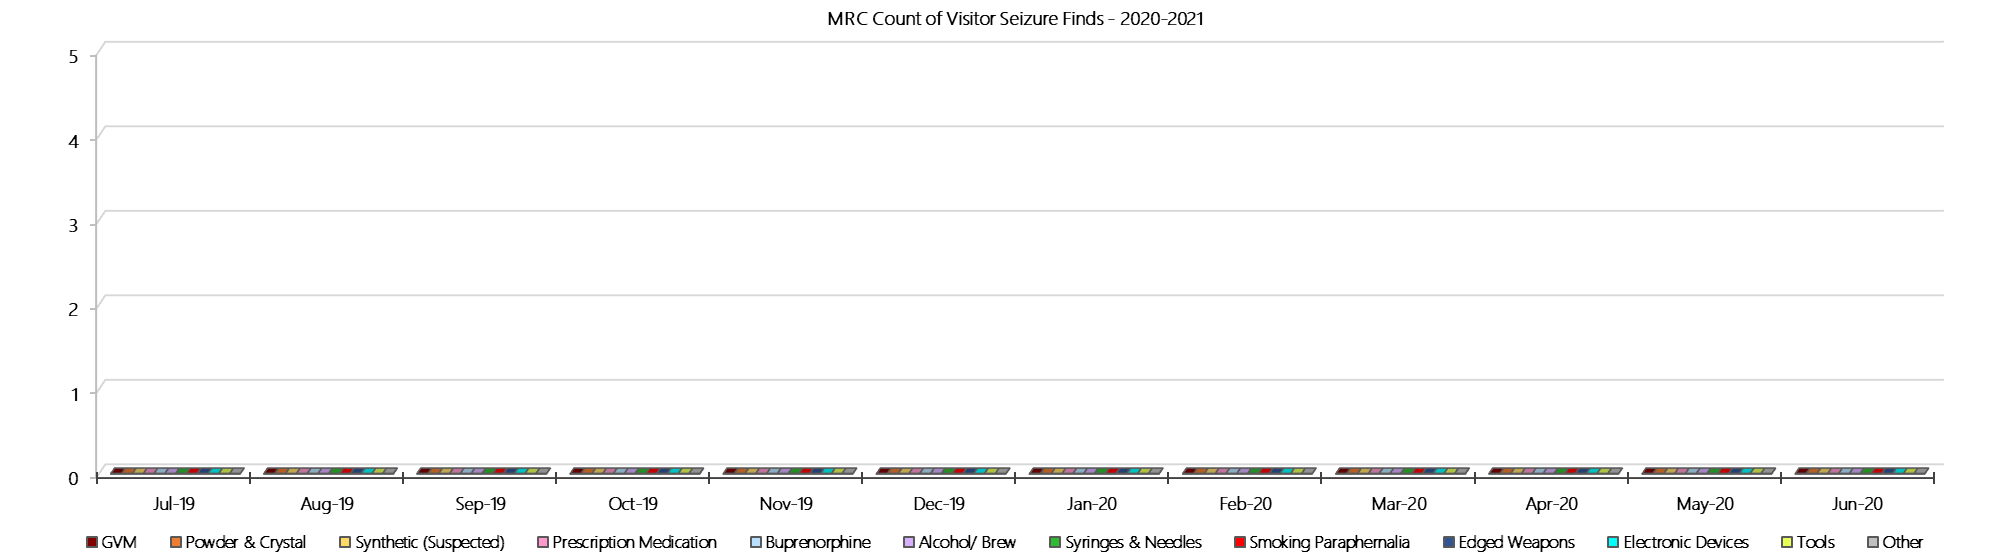 MRC Count of Visitor Seizure Finds - 2020-2021
5
4
3
2
1
0
Jul-19 Aug-19 Sep-19 Oct-19 Nov-19 Dec-19 Jan-20 Feb-20 Mar-20 Apr-20 May-20 Jun-20
GVM Powder & Crystal Synthetic (Suspected) Prescription Medication Buprenorphine Alcohol/ Brew Syringes & Needles Smoking Paraphernalia Edged Weapons Electronic Devices Tools Other